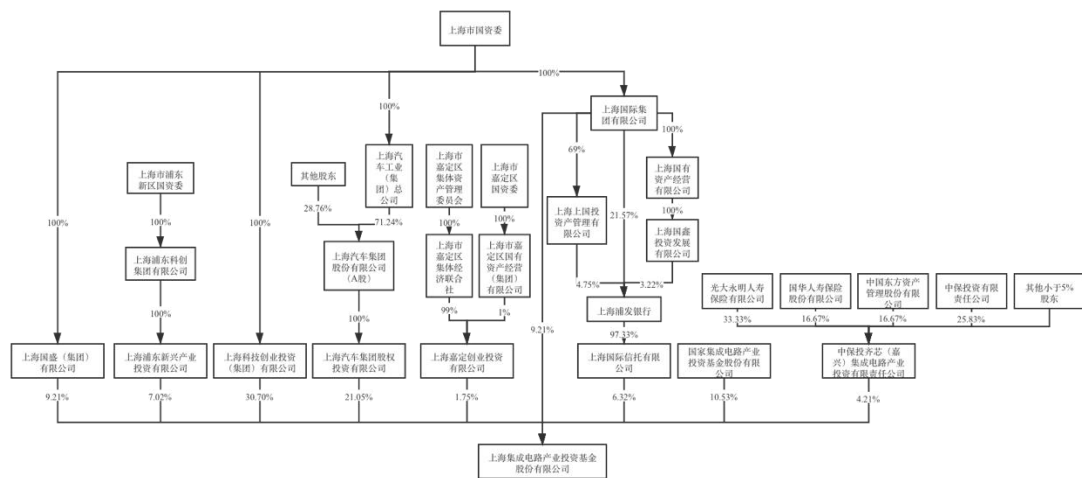 上海市国资委
100%
100%
上海国际集
团有限公司
100%
100%
69%
上海市浦东
新区国资委
其他股东
上海汽
车工业
(集
团)总
公司
上海市
嘉定区
集体资
产管理
委员会
上海市
嘉定区
国资委
上海国有
资产经营
有限公司
28.76%
71.24%
上海上国投
资产管理有
限公司
21.57%
100%
100%
100%
100%
100%
100%
上海国鑫
投资发展
有限公司
上海浦东科创
集团有限公司
上海汽车集团
股份有限公司
(A股)
上海市
嘉定区
集体经
济联合
社
上海市嘉
定区国有
资产经营
(集团)
有限公司
4.75%
3.22%
光大永明人寿
保险有限公司
国华人寿保险
股份有限公司
中国东方资产
管理股份有限
公司
中保投资有限
责任公司
其他小于5%
股东
100%
100%
99%
1%
9.21%
上海浦发银行
33.33%
16.67%
16.67%
25.83%
97.33%
上海国盛(集团)
有限公司
上海浦东新兴产业
投资有限公司
上海科技创业投资
(集团)有限公司
上海汽车集团股权
投资有限公司
上海嘉定创业投资
有限公司
上海国际信托有限
公司
国家集成电路产业
投资基金股份有限
公司
中保投齐芯(嘉
兴)集成电路产业
投资有限责任公司
9.21%
7.02%
30.70%
21.05%
1.75%
6.32%
10.53%
4.21%
上海集成电路产业投资基金
股份有限公司